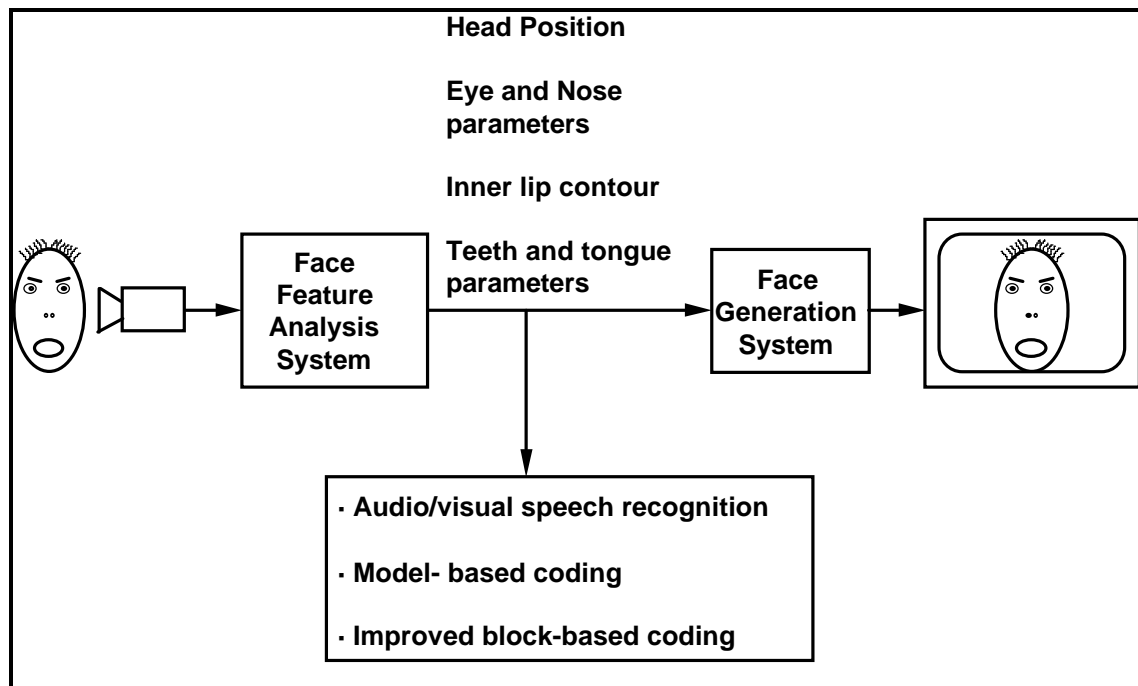 Head Position
Eye and Nose
parameters
Inner lip contour
Teeth and tongue
parameters
Face
Feature
Analysis
System
Face
Generation
System
· Audio/visual speech recognition
· Model- based coding
· Improved block-based coding